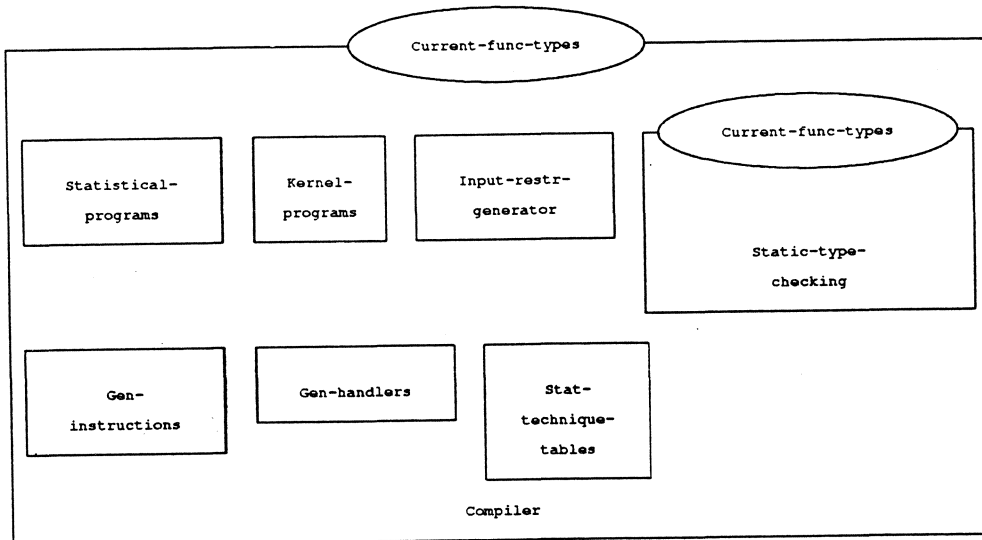 Current-func-types
Current-func-types
Statistical-
programs
Kernel-
programs
Input-restr-
generator
Static-type-
checking
Gen-
instructions
Gen-handlers
Stat-
technique-
tables
Compiler